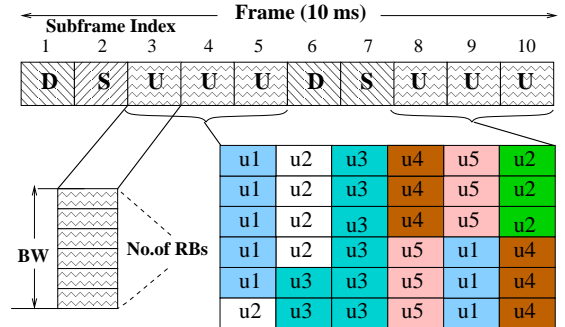 Frame (10 ms)
Subframe Index
1 2 3 4 5 6 7 8 9 10
D S U U U D S U U U
u1 u2 u3 u4 u5 u2
u1 u2 u3 u4 u5 u2
u1 u2 u3 u4 u5 u2
u1 u2 u3 u5 u1 u4
u1 u3 u3 u5 u1 u4
u2 u3 u3 u5 u1 u4
BW
No.of RBs